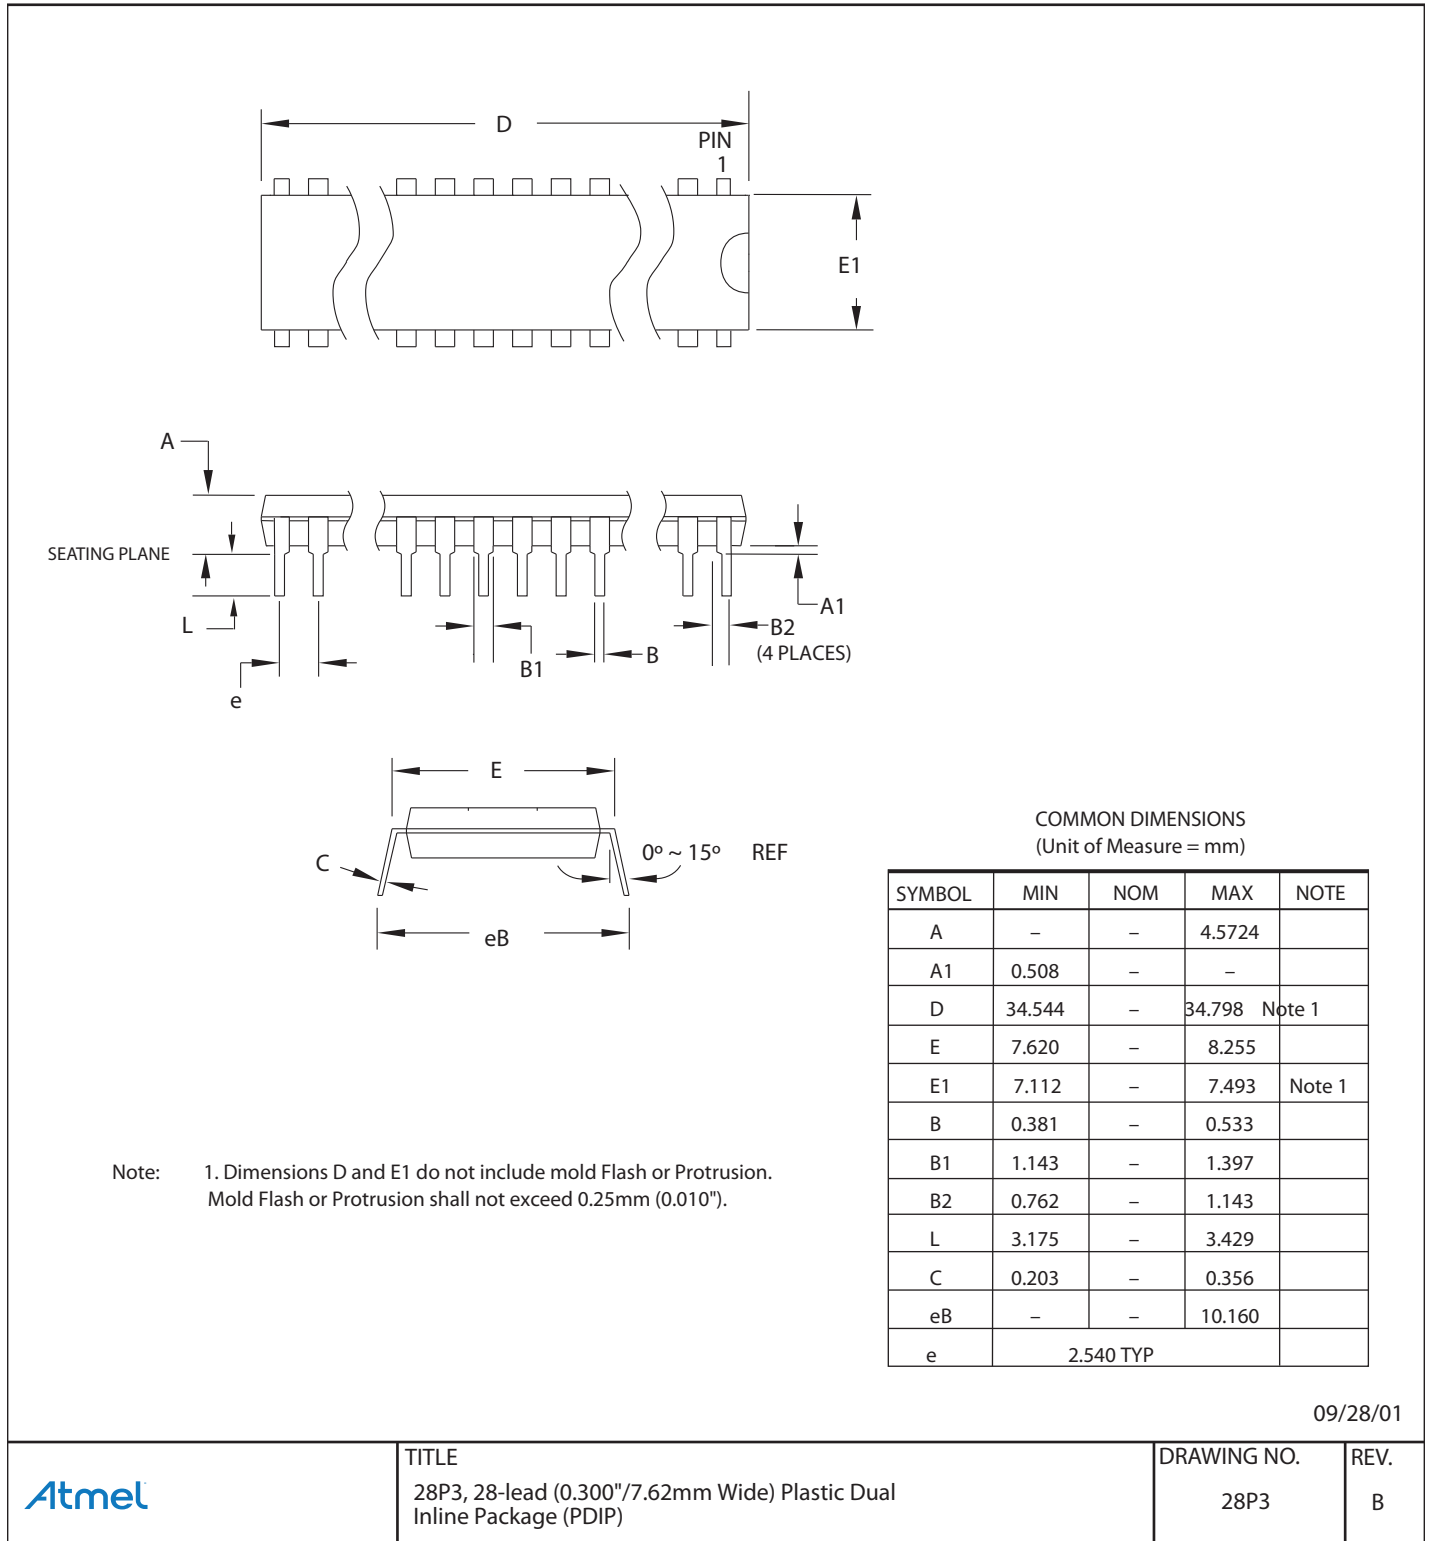 D
PIN
1
E1
A
SEATING PLANE
L
e
B1
B
A1
B2
(4 PLACES)
E
C
0º ~ 15º REF
eB
COMMON DIMENSIONS
(Unit of Measure = mm)
SYMBOL MIN NOM MAX NOTE
A – – 4.5724
A1 0.508 – –
D 34.544 – 34.798 Note 1
E 7.620 – 8.255
E1 7.112 – 7.493 Note 1
B 0.381 – 0.533
B1 1.143 – 1.397
B2 0.762 – 1.143
L 3.175 – 3.429
C 0.203 – 0.356
eB – – 10.160
e 2.540 TYP
Note: 1. Dimensions D and E1 do not include mold Flash or Protrusion.
Mold Flash or Protrusion shall not exceed 0.25mm (0.010").
09/28/01
Atmel
TITLE
28P3, 28-lead (0.300"/7.62mm Wide) Plastic Dual
Inline Package (PDIP)
DRAWING NO.
28P3
REV.
B